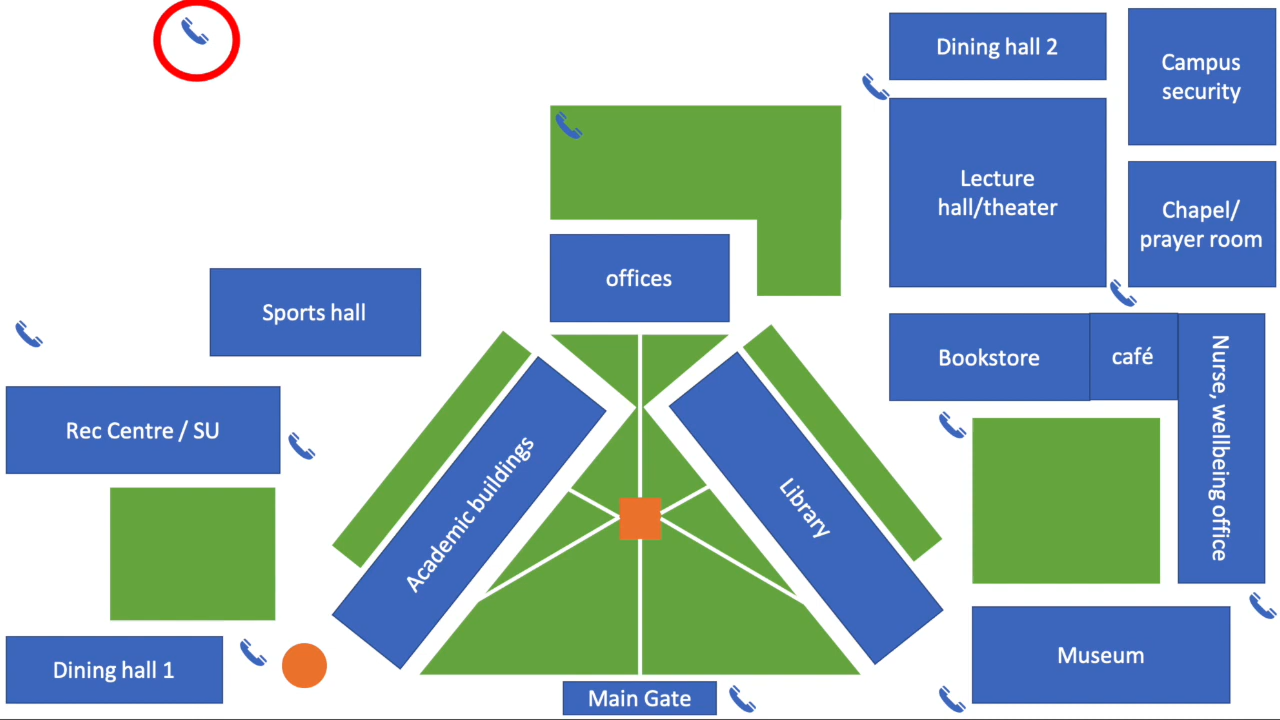 Dining hall 2
Campus
security
Lecture
hall/theater
Chapel/
prayer room
offices
Sports hall
Bookstore
café
Nurse, wellbeing office
Rec Centre / SU
Academic buildings
Library
Dining hall 1
Museum
Main Gate